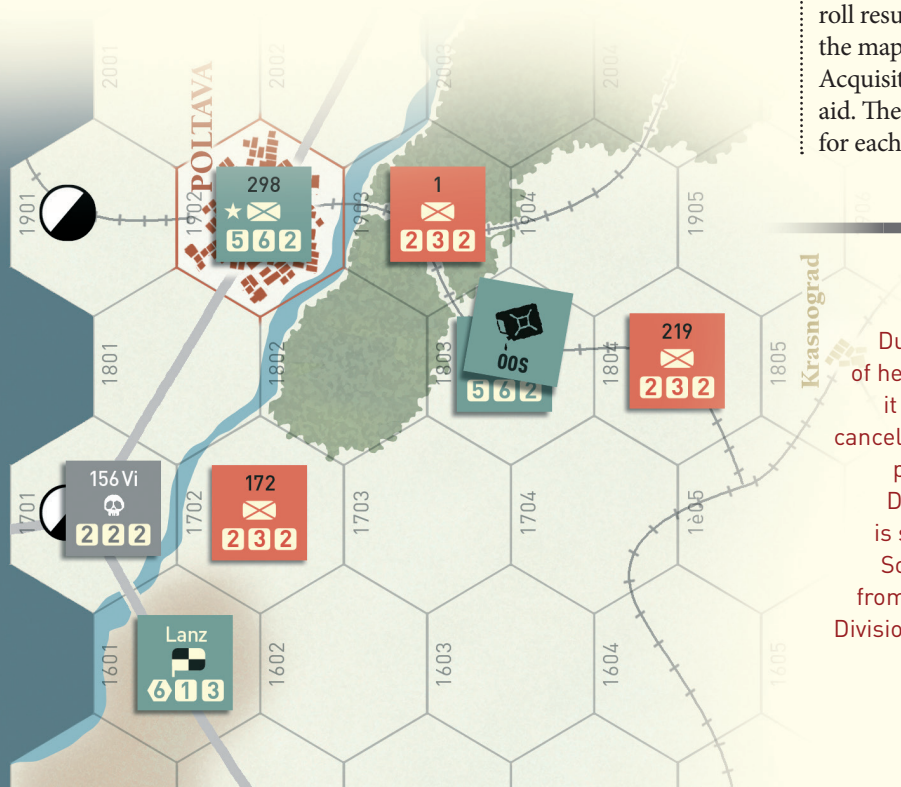 roll resu
the map
Acquisit
aid. The
for each
2001
2002
2003
POLTAVA
1901
1902
298
5 6 2
1903
1
2 3 2
1904
1905
Krasnograd
1801
1802
1803
OOS
5 6 2
1804
219
2 3 2
1805
Du
of he
it
cancel
p
D
is s
So
from
Divisio
1701
156 Vi
2 2 2
1702
172
2 3 2
1703
1704
1è05
1601
Lanz
6 1 3
1602
1603
1604
1605